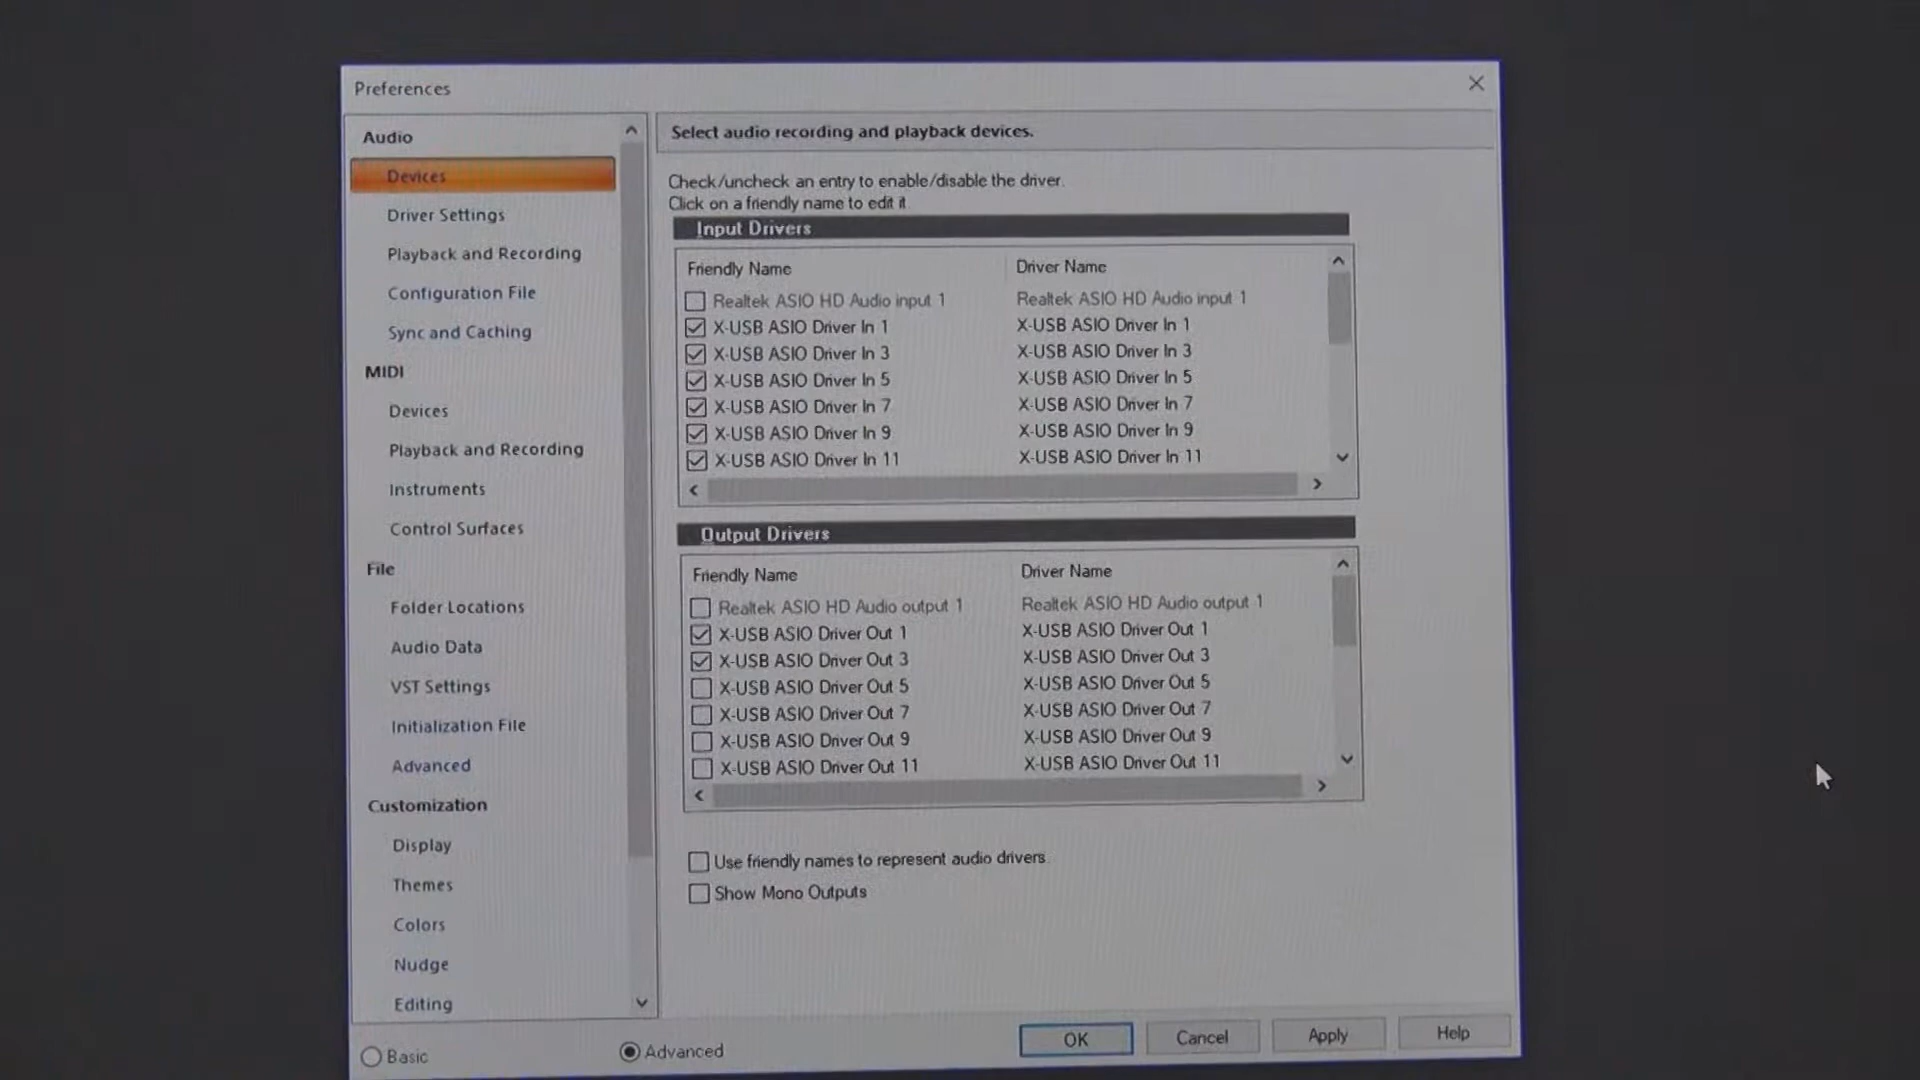 Preferences
Audio
Devices
Driver Settings
Playback and Recording
Configuration File
Sync and Caching
MIDI
Devices
Playback and Recording
Instruments
Control Surfaces
File
Folder Locations
Audio Data
VST Settings
Initialization File
Advanced
Customization
Display
Themes
Colors
Nudge
Editing
Basic
Advanced
Select audio recording and playback devices.
Check/uncheck an entry to enable/disable the driver.
Click on a friendly name to edit it.
Input Drivers
Friendly Name Driver Name
Realtek ASIO HD Audio input 1 Realtek ASIO HD Audio input 1
X-USB ASIO Driver In 1 X-USB ASIO Driver In 1
X-USB ASIO Driver In 3 X-USB ASIO Driver In 3
X-USB ASIO Driver In 5 X-USB ASIO Driver In 5
X-USB ASIO Driver In 7 X-USB ASIO Driver In 7
X-USB ASIO Driver In 9 X-USB ASIO Driver In 9
X-USB ASIO Driver In 11 X-USB ASIO Driver In 11
Output Drivers
Friendly Name Driver Name
Realtek ASIO HD Audio output 1 Realtek ASIO HD Audio output 1
X-USB ASIO Driver Out 1 X-USB ASIO Driver Out 1
X-USB ASIO Driver Out 3 X-USB ASIO Driver Out 3
X-USB ASIO Driver Out 5 X-USB ASIO Driver Out 5
X-USB ASIO Driver Out 7 X-USB ASIO Driver Out 7
X-USB ASIO Driver Out 9 X-USB ASIO Driver Out 9
X-USB ASIO Driver Out 11 X-USB ASIO Driver Out 11
Use friendly names to represent audio drivers
Show Mono Outputs
OK Cancel Apply Help